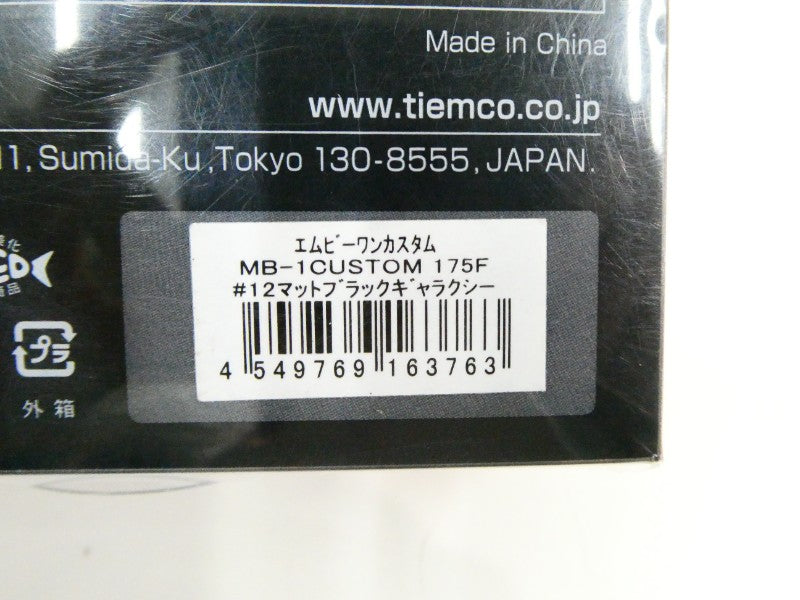 Made in China
www.tiemco.co.jp
11, Sumida-Ku, Tokyo 130-8555, JAPAN.
エムビーワンカスタム
MB-1CUSTOM 175F
#12マットブラックギャラクシー
4 549769 163763
プラ
外箱